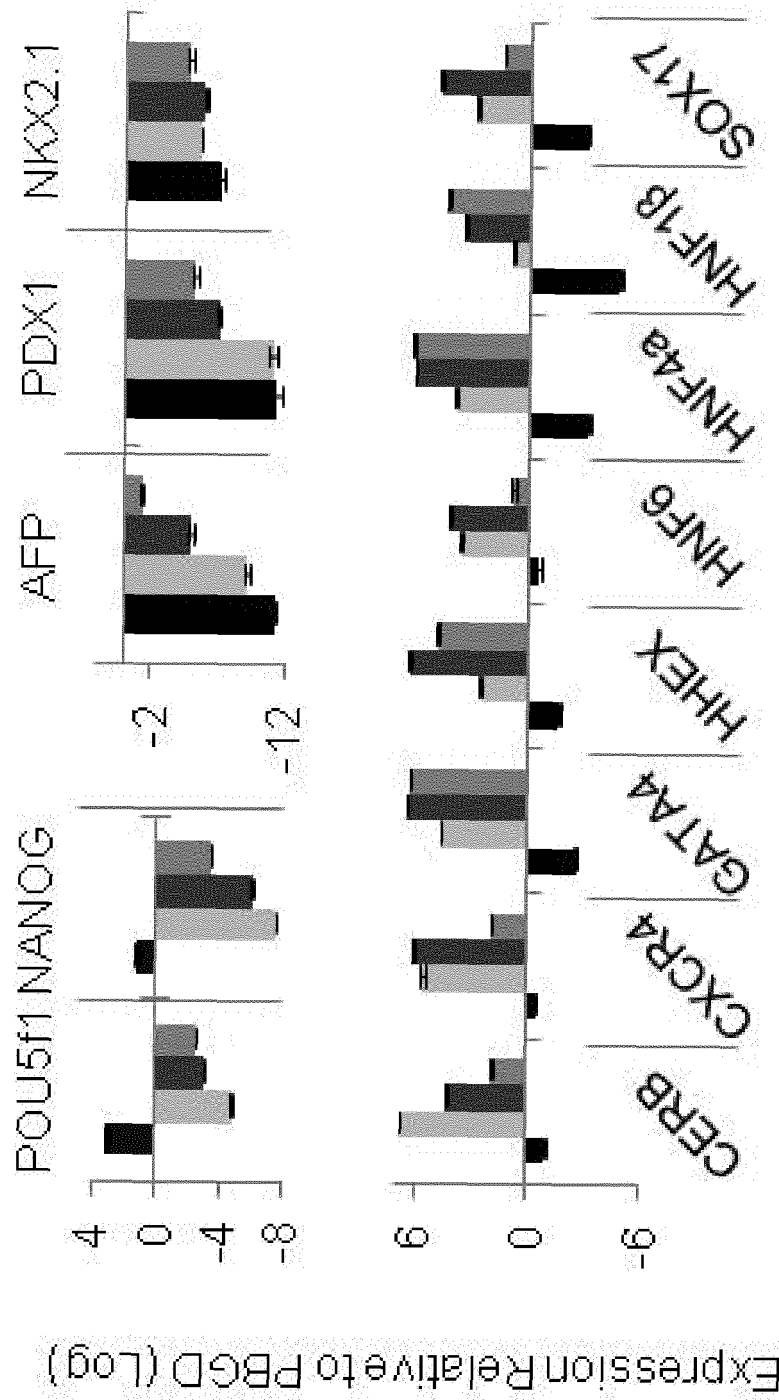 POU5f1 NANOG
AFP
PDX1
NKX2.1
4
0
-4
-8
-2
-12
6
0
-6
CERB
CXCR4
GATA4
HHEX
HNF6
HNF4a
HNF1β
SOX17
Expression Relative to PBGD (Log)